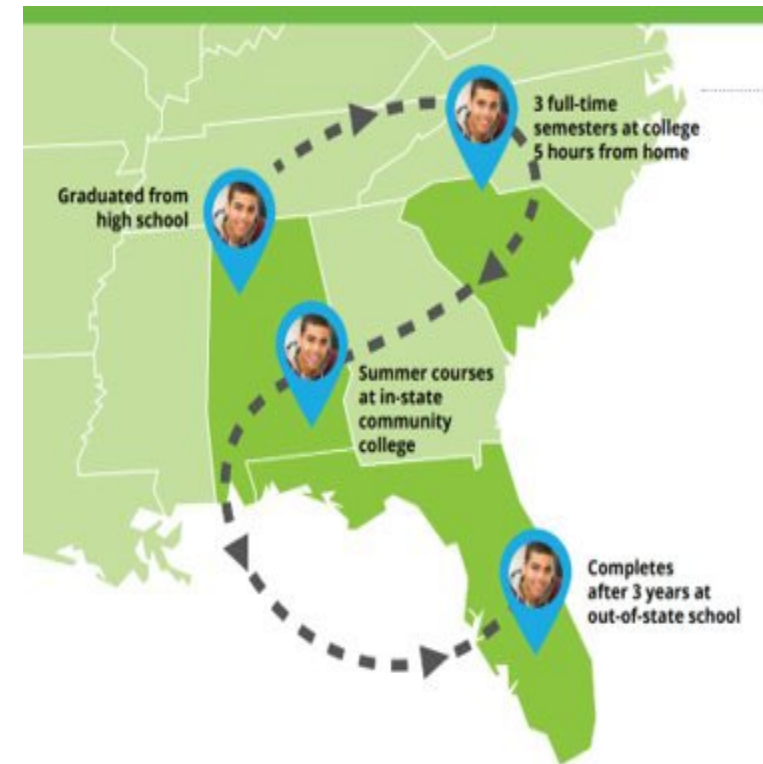 3 full-time
semesters at college
5 hours from home
Graduated from
high school
Summer courses
at in-state
community
college
Completes
after 3 years at
out-of-state school